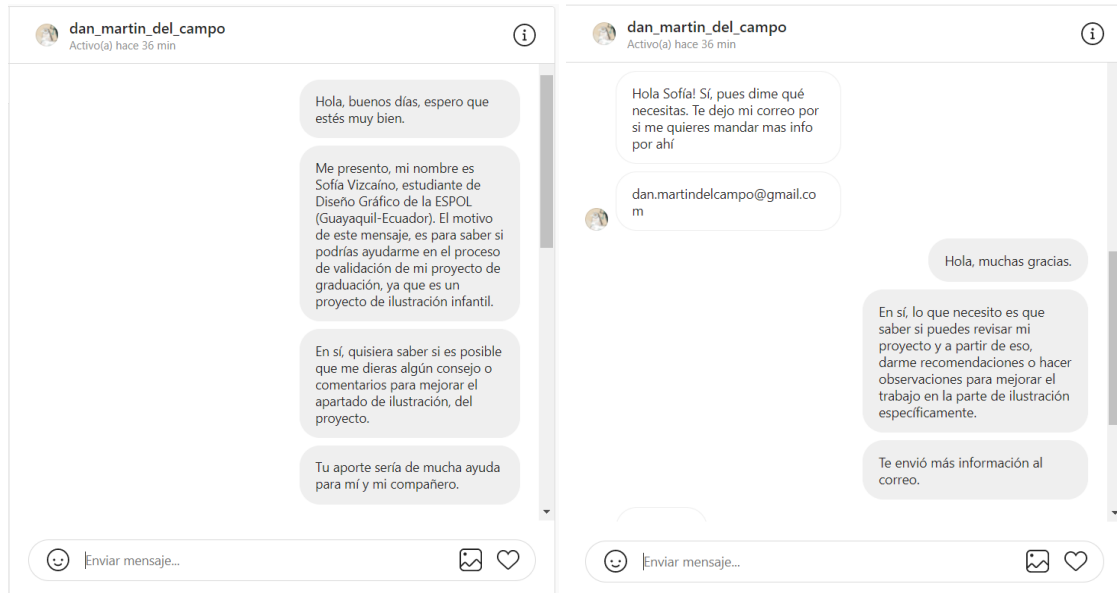 dan_martin_del_campo
Activo(a) hace 36 min
Hola, buenos días, espero que
estés muy bien.
Me presento, mi nombre es
Sofía Vizcaíno, estudiante de
Diseño Gráfico de la ESPOL
(Guayaquil-Ecuador). El motivo
de este mensaje, es para saber si
podrías ayudarme en el proceso
de validación de mi proyecto de
graduación, ya que es un
proyecto de ilustración infantil.
En sí, quisiera saber si es posible
que me dieras algún consejo o
comentarios para mejorar el
apartado de ilustración, del
proyecto.
Tu aporte sería de mucha ayuda
para mí y mi compañero.
Enviar mensaje...
dan_martin_del_campo
Activo(a) hace 36 min
Hola Sofía! Sí, pues dime qué
necesitas. Te dejo mi correo por
si me quieres mandar mas info
por ahí
dan.martindelcampo@gmail.co
m
Hola, muchas gracias.
En sí, lo que necesito es que
saber si puedes revisar mi
proyecto y a partir de eso,
darme recomendaciones o hacer
observaciones para mejorar el
trabajo en la parte de ilustración
específicamente.
Te envió más información al
correo.
Enviar mensaje...